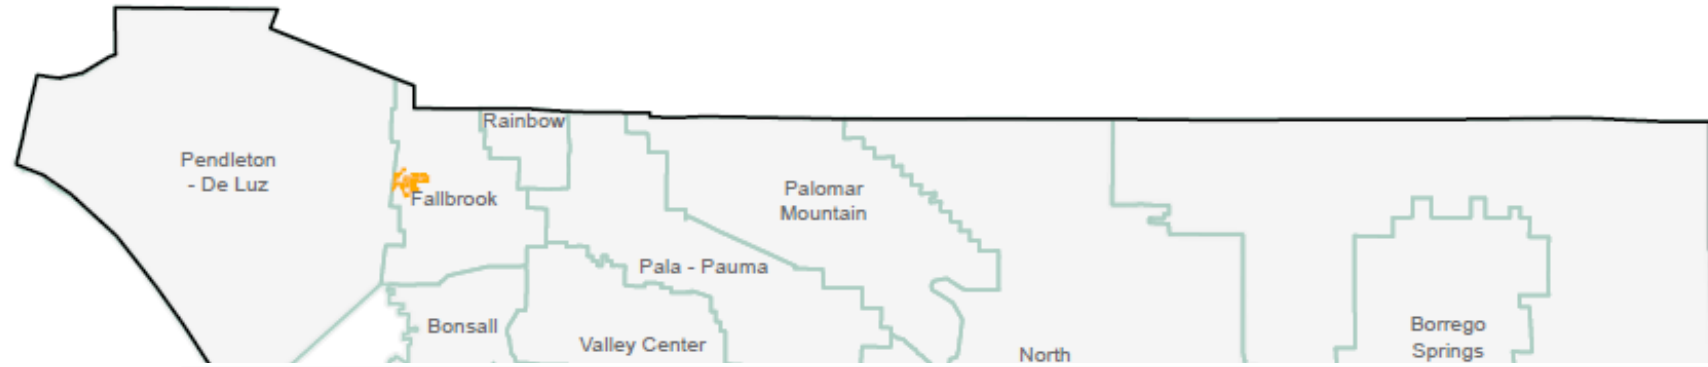 Rainbow
Pendleton
- De Luz
Fallbrook
Palomar
Mountain
Pala - Pauma
Bonsall
Valley Center
North
Borrego
Springs